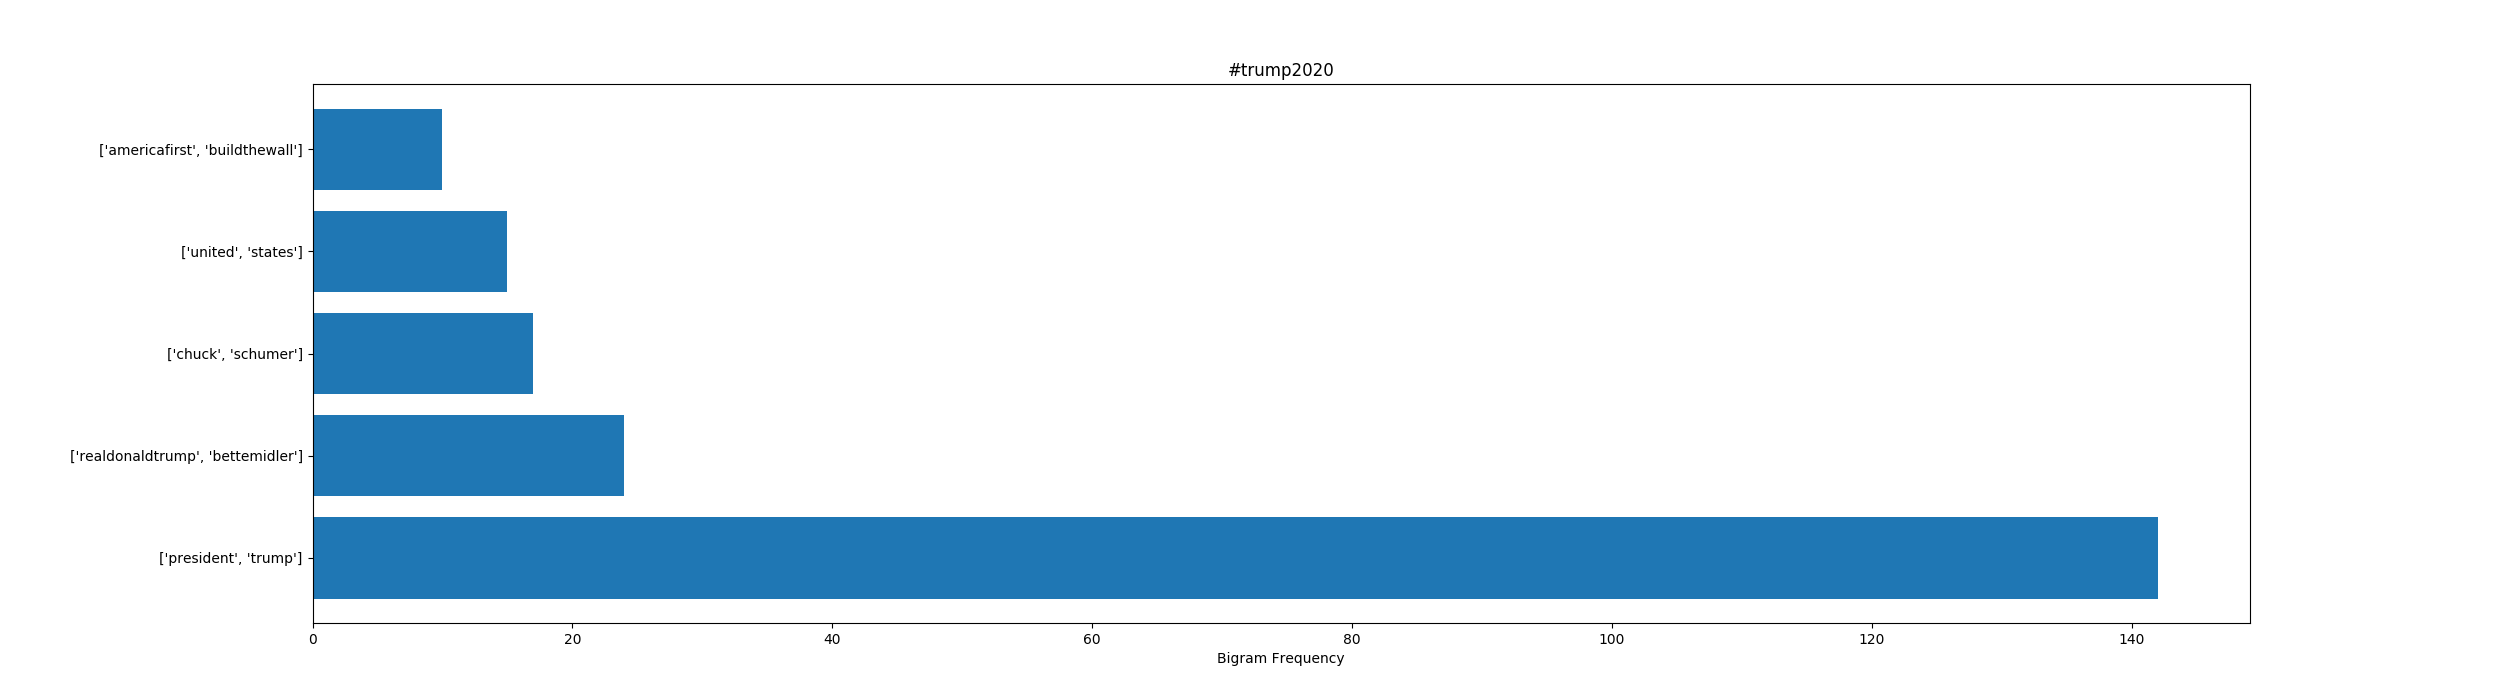 #trump2020
['americafirst', 'buildthewall']
['united', 'states']
['chuck', 'schumer']
['realdonaldtrump', 'bettemidler']
['president', 'trump']
0 20 40 60 80 100 120 140
Bigram Frequency